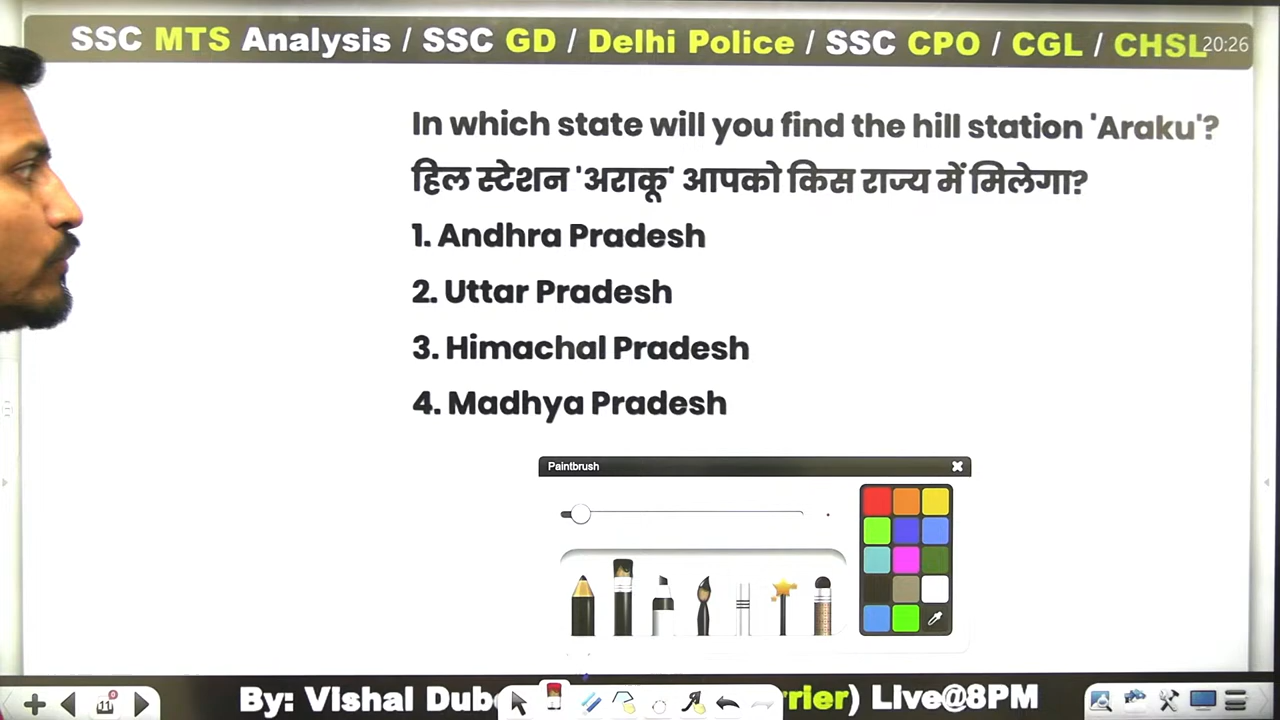 SSC MTS Analysis / SSC GD / Delhi Police / SSC CPO / CGL / CHSL 20:26
In which state will you find the hill station 'Araku'?
हिल स्टेशन 'अराकू' आपको किस राज्य में मिलेगा?
1. Andhra Pradesh
2. Uttar Pradesh
3. Himachal Pradesh
4. Madhya Pradesh
Paintbrush
By: VIshal Dub rrier) Live@8PM
11